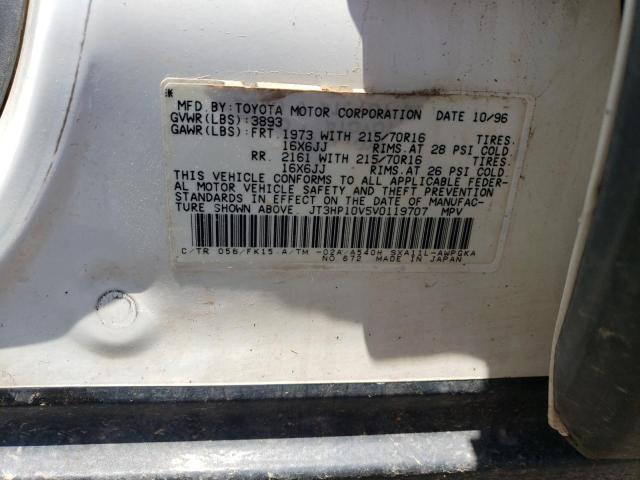 MFD.BY:TOYOTA MOTOR CORPORATION DATE 10/96
GVWR(LBS):3893
GAWR(LBS):FRT.1973 WITH 215/70R16 TIRES.
16X6JJ RIMS.AT 28 PSI COLD.
RR. 2161 WITH 215/70R16 TIRES.
16X6JJ RIMS.AT 26 PSI COLD.
THIS VEHICLE CONFORMS TO ALL APPLICABLE FEDER-
AL MOTOR VEHICLE SAFETY AND THEFT PREVENTION
STANDARDS IN EFFECT ON THE DATE OF MANUFAC-
TURE SHOWN ABOVE. JT3HP10V5V0119707 MPV
C/TR 056/FK15 A/TM -02A/A540H SXA11L-AWPGKA
NO.672 MADE IN JAPAN